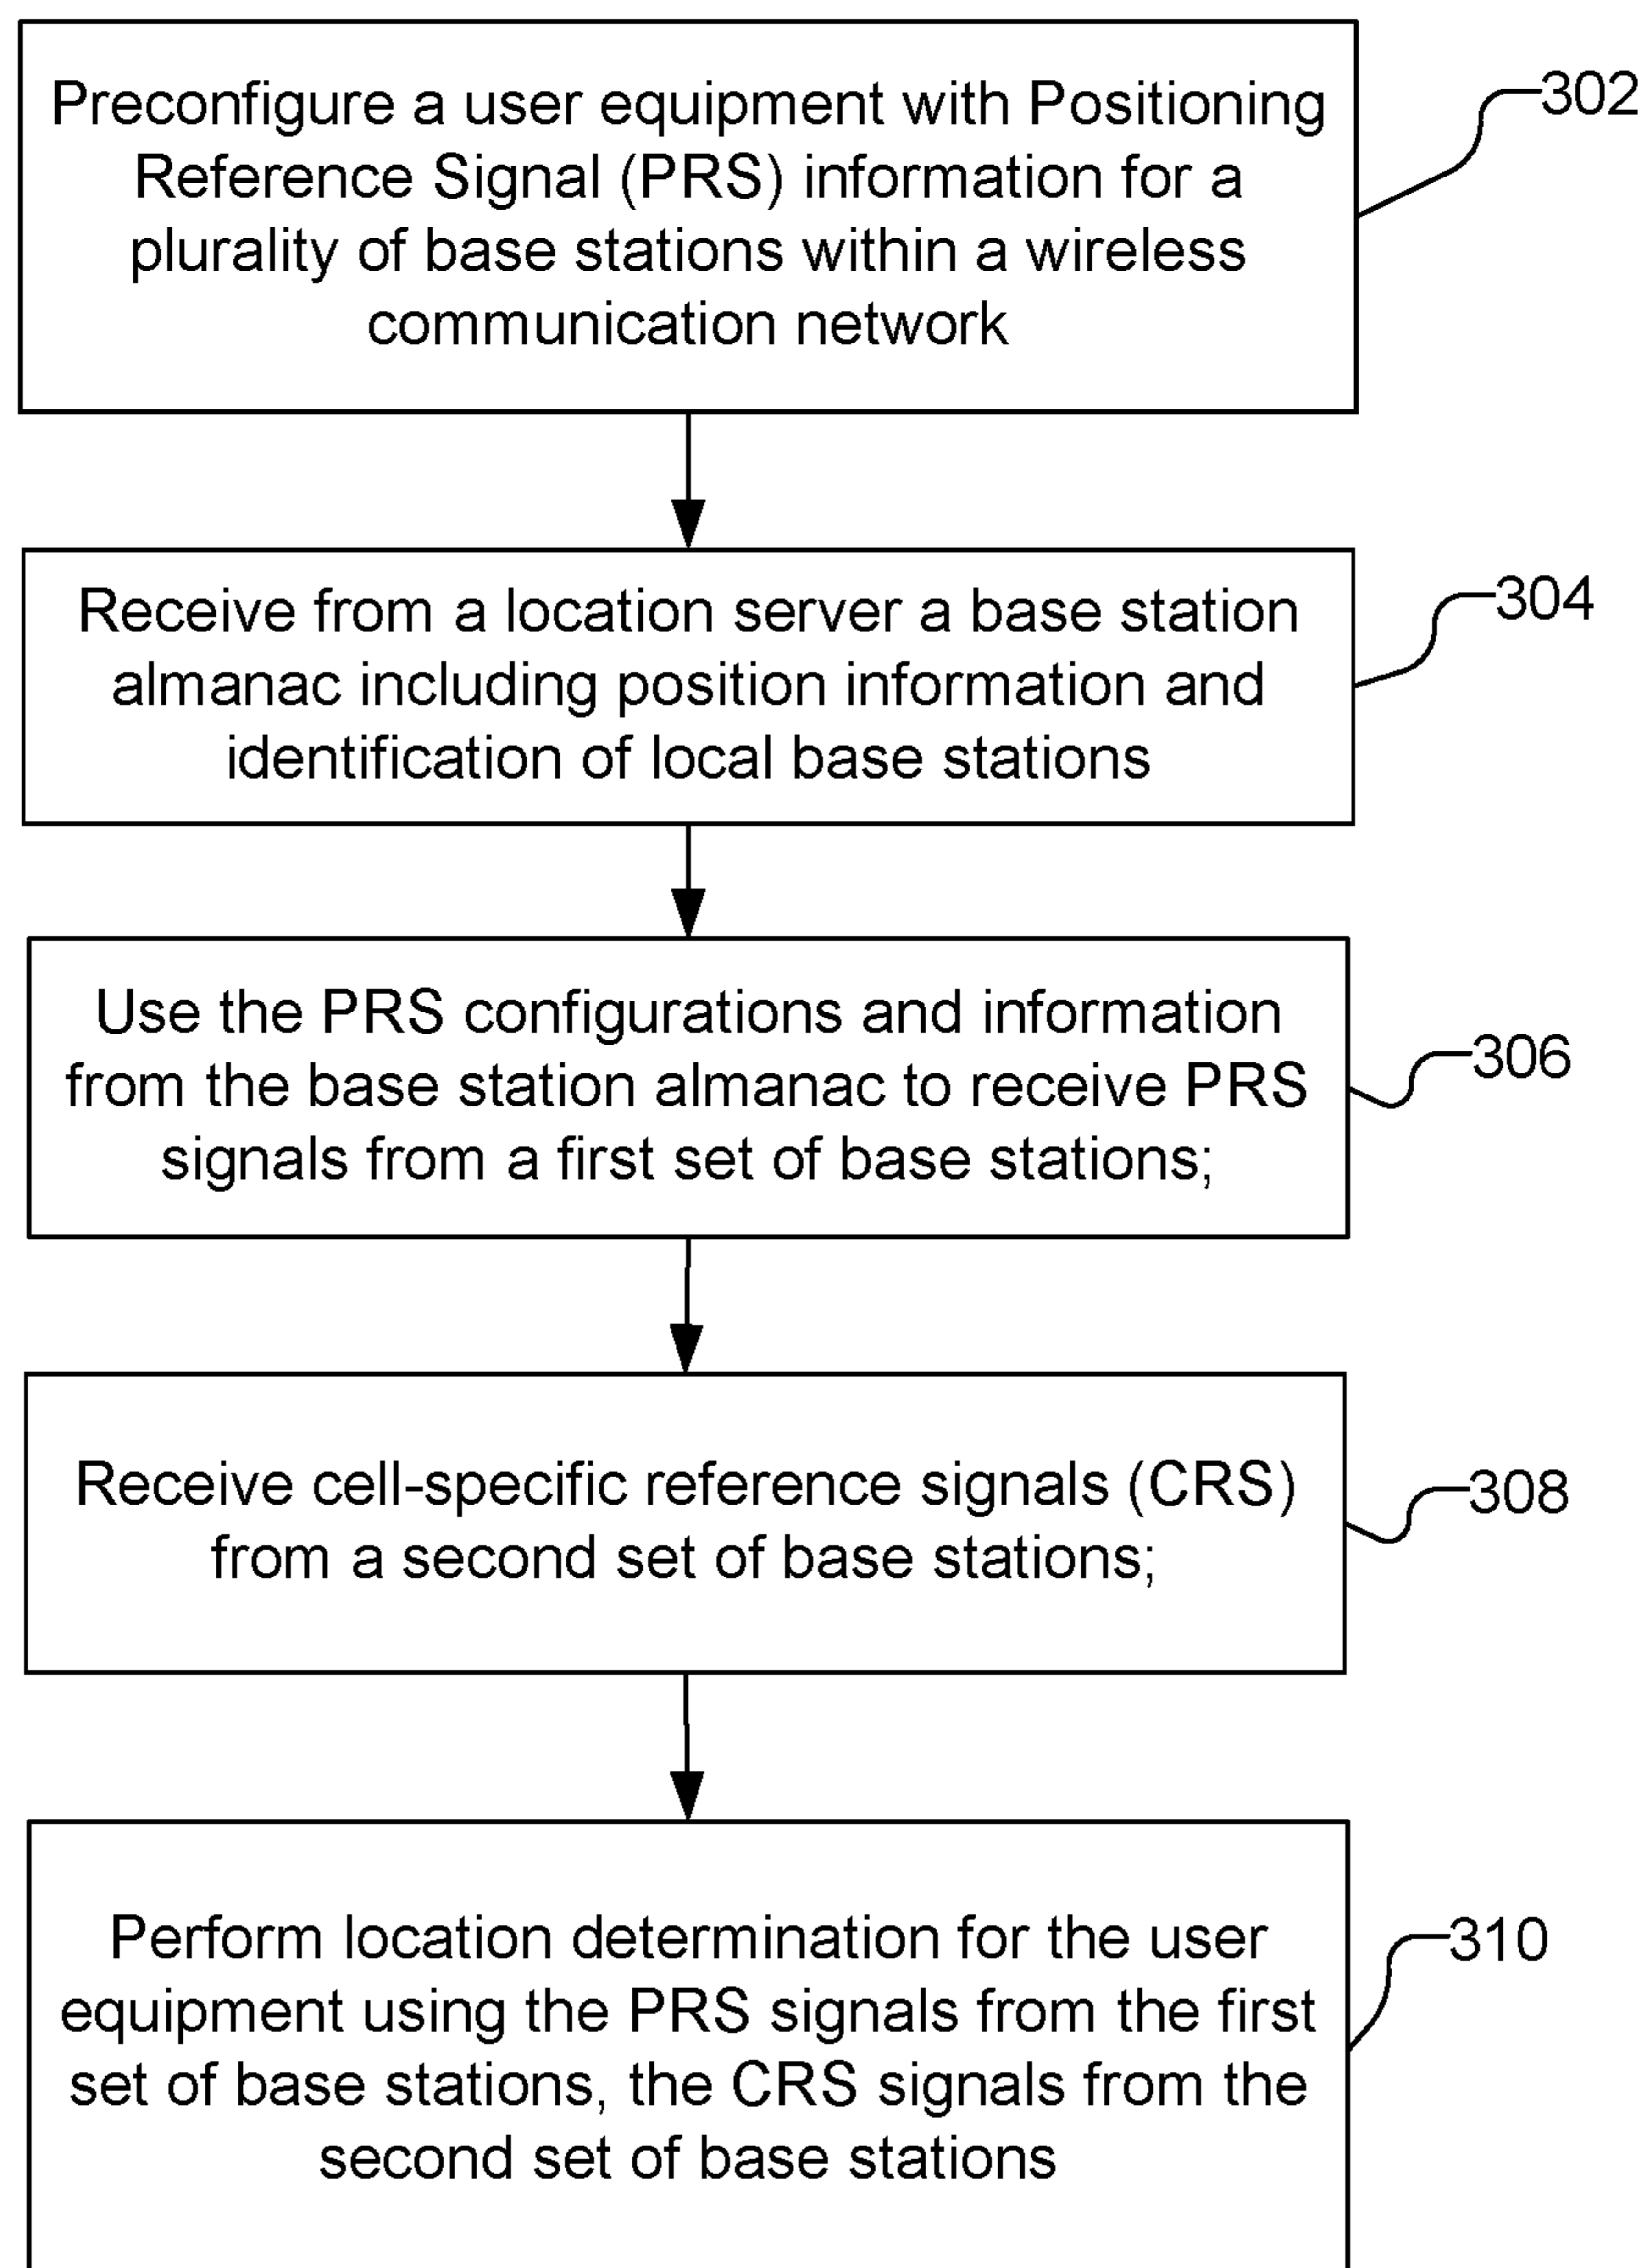 Preconfigure a user equipment with Positioning
Reference Signal (PRS) information for a
plurality of base stations within a wireless
communication network
302
Receive from a location server a base station
almanac including position information and
identification of local base stations
304
Use the PRS configurations and information
from the base station almanac to receive PRS
signals from a first set of base stations;
306
Receive cell-specific reference signals (CRS)
from a second set of base stations;
308
Perform location determination for the user
equipment using the PRS signals from the first
set of base stations, the CRS signals from the
second set of base stations
310